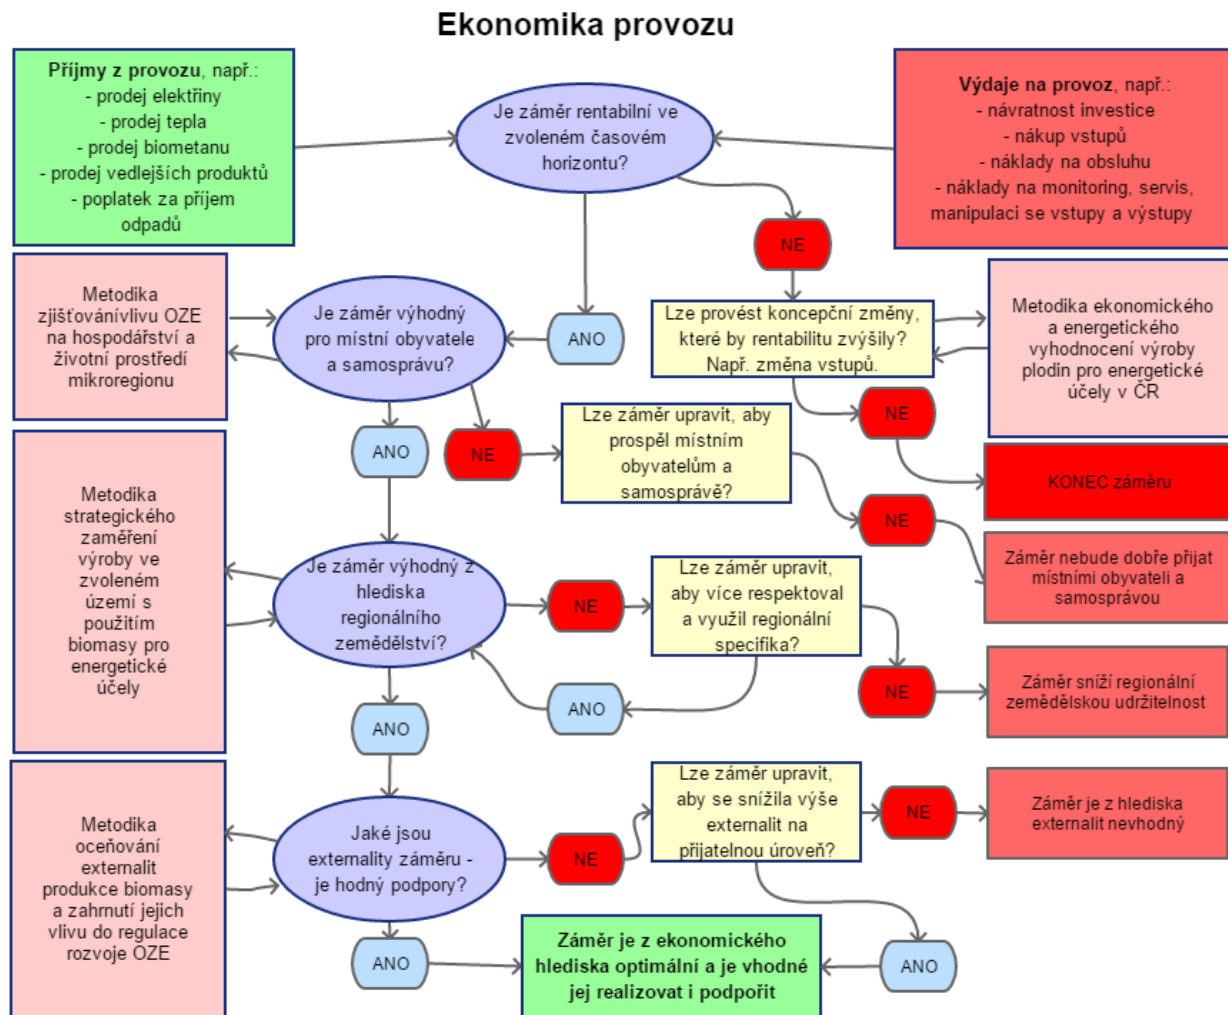 Ekonomika provozu
Příjmy z provozu, např.:
- prodej elektřiny
- prodej tepla
- prodej biometanu
- prodej vedlejších produktů
- poplatek za příjem
odpadů
Je záměr rentabilní ve
zvoleném časovém
horizontu?
Výdaje na provoz, např.:
- návratnost investice
- nákup vstupů
- náklady na obsluhu
- náklady na monitoring, servis,
manipulaci se vstupy a výstupy
NE
Metodika
zjišťovánívlivu OZE
na hospodářství a
životní prostředí
mikroregionu
Je záměr výhodný
pro místní obyvatele
a samosprávu?
ANO
Lze provést koncepční změny,
které by rentabilitu zvýšily?
Např. změna vstupů.
Metodika ekonomického
a energetického
vyhodnocení výroby
plodin pro energetické
účely v ČR
ANO
NE
Lze záměr upravit, aby
prospěl místním
obyvatelům a
samosprávě?
NE
KONEC záměru
Metodika
strategického
zaměření
výroby ve
zvoleném
území s
použitím
biomasy pro
energetické
účely
NE
Záměr nebude dobře přijat
místními obyvateli a
samosprávou
Je záměr výhodný z
hlediska
regionálního
zemědělství?
NE
Lze záměr upravit,
aby více respektoval
a využil regionální
specifika?
NE
Záměr sníží regionální
zemědělskou udržitelnost
ANO
ANO
Metodika
oceňování
externalit
produkce biomasy
a zahrnutí jejich
vlivu do regulace
rozvoje OZE
Jaké jsou
externality záměru -
je hodný podpory?
NE
Lze záměr upravit,
aby se snížila výše
externalit na
přijatelnou úroveň?
NE
Záměr je z hlediska
externalit nevhodný
ANO
Záměr je z ekonomického
hlediska optimální a je vhodné
jej realizovat i podpořit
ANO